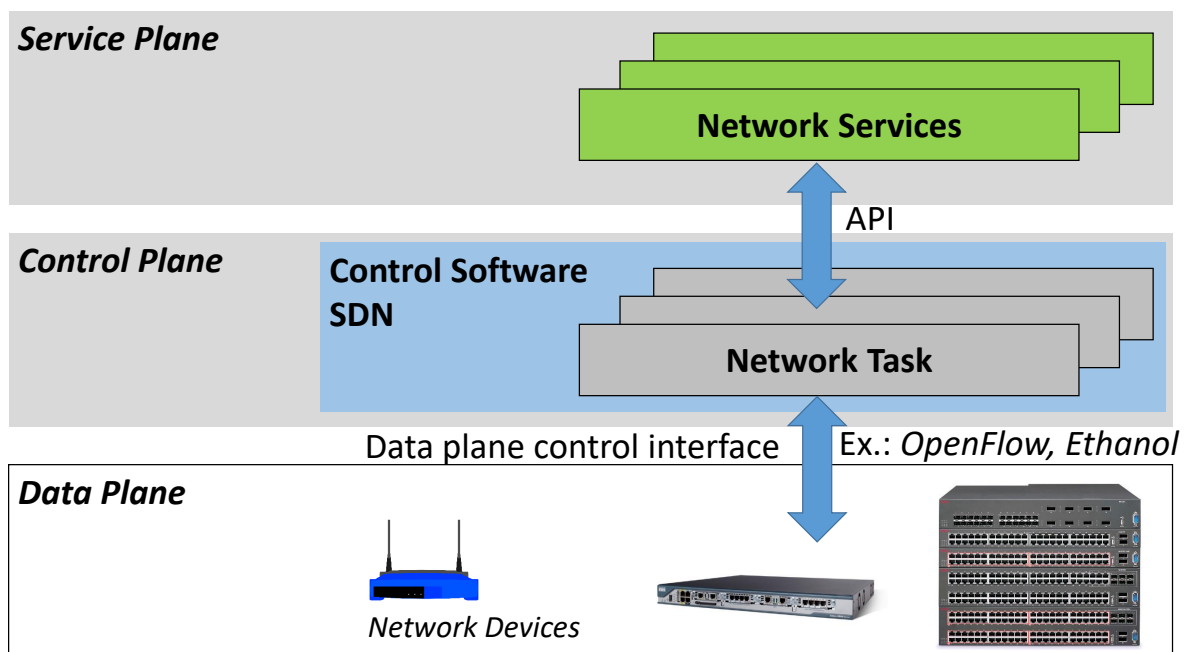 Service Plane
Network Services
API
Control Plane
Control Software
SDN
Network Task
Data plane control interface
Ex.: OpenFlow, Ethanol
Data Plane
Network Devices